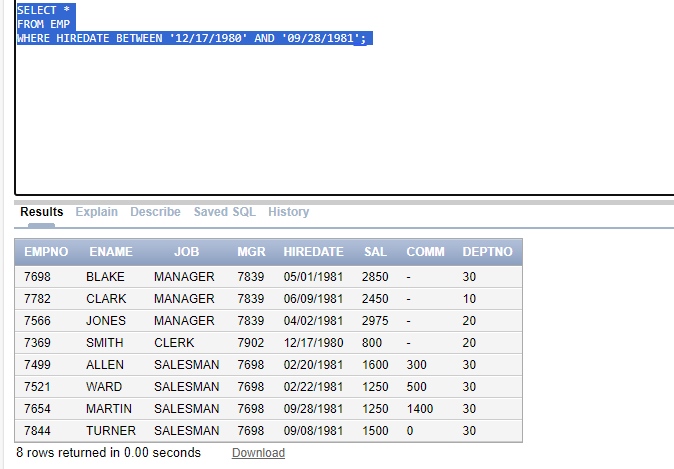 SELECT *
FROM EMP
WHERE HIREDATE BETWEEN '12/17/1980' AND '09/28/1981';
Results Explain Describe Saved SQL History
EMPNO ENAME JOB MGR HIREDATE SAL COMM DEPTNO
7698 BLAKE MANAGER 7839 05/01/1981 2850 - 30
7782 CLARK MANAGER 7839 06/09/1981 2450 - 10
7566 JONES MANAGER 7839 04/02/1981 2975 - 20
7369 SMITH CLERK 7902 12/17/1980 800 - 20
7499 ALLEN SALESMAN 7698 02/20/1981 1600 300 30
7521 WARD SALESMAN 7698 02/22/1981 1250 500 30
7654 MARTIN SALESMAN 7698 09/28/1981 1250 1400 30
7844 TURNER SALESMAN 7698 09/08/1981 1500 0 30
8 rows returned in 0.00 seconds Download